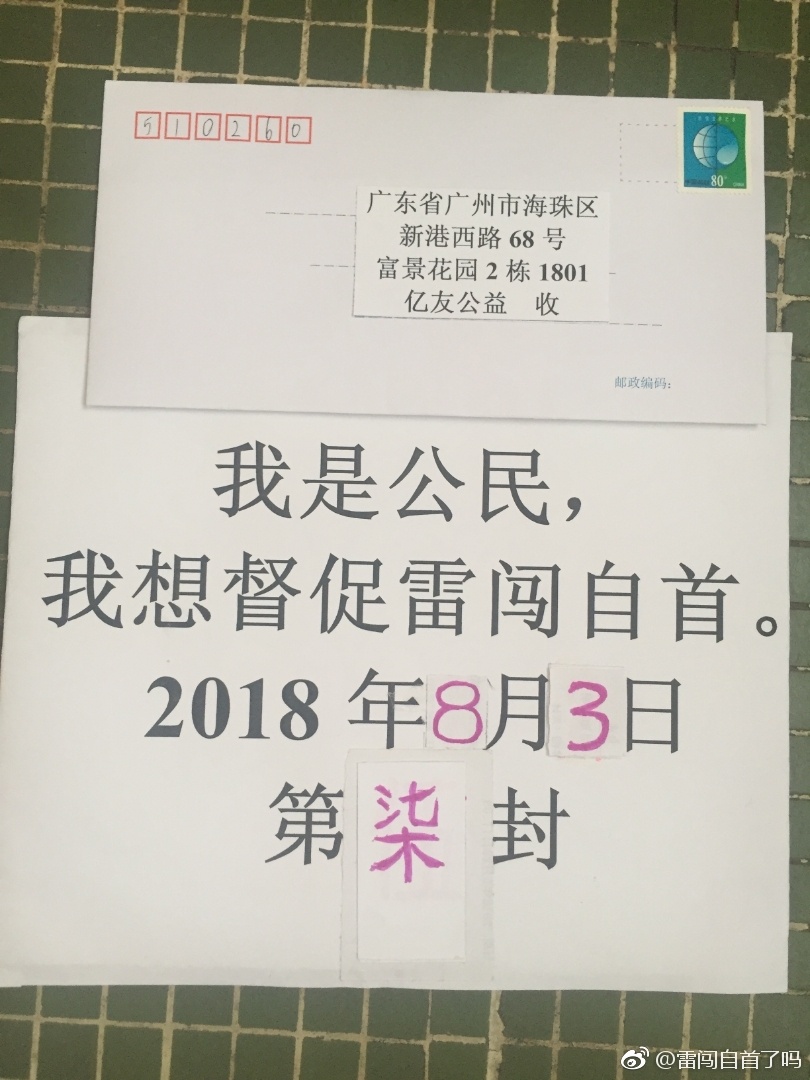 510260
80
广东省广州市海珠区
新港西路 68 号
富景花园 2 栋 1801
亿友公益 收
邮政编码:
我是公民,
我想督促雷闯自首。
2018 年 8 月 3 日
第柒封
@雷闯自首了吗